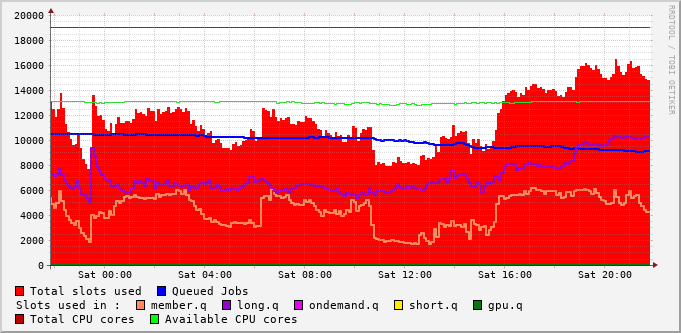 20000
18000
16000
14000
12000
10000
8000
6000
4000
2000
0
Sat 00:00 Sat 04:00 Sat 08:00 Sat 12:00 Sat 16:00 Sat 20:00
Total slots used Queued Jobs
Slots used in : member.q long.q ondemand.q short.q gpu.q
Total CPU cores Available CPU cores
RRDTOOL / TOBI OETIKER